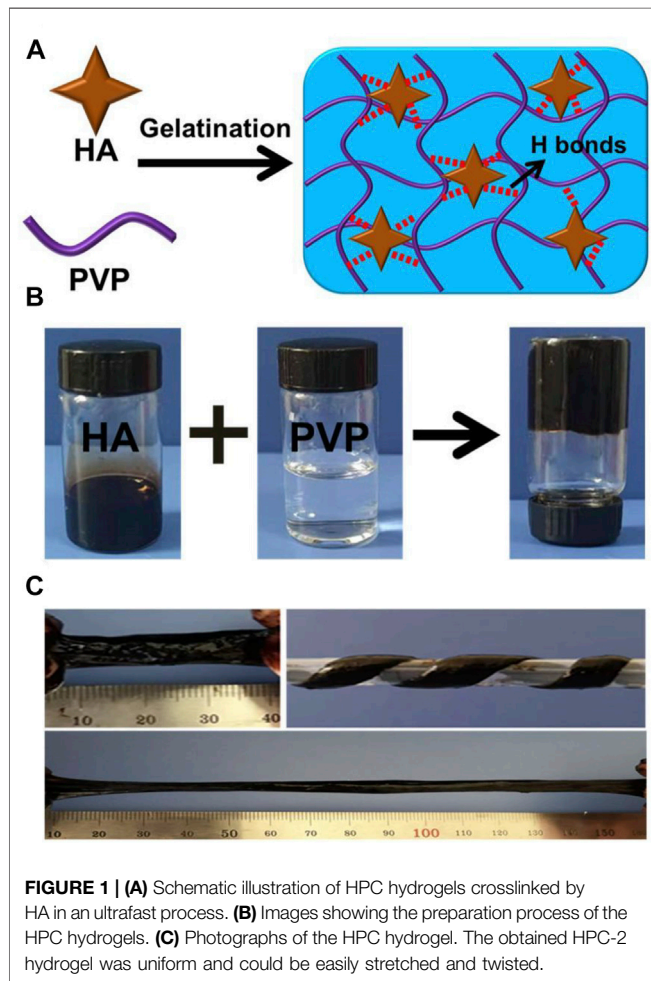 A
HA
Gelatination
PVP
H bonds
B
HA
PVP
C
10 20 30 40
10 20 30 40 50 60 70 80 90 100 110 120 130 140 150
FIGURE 1 | (A) Schematic illustration of HPC hydrogels crosslinked by
HA in an ultrafast process. (B) Images showing the preparation process of the
HPC hydrogels. (C) Photographs of the HPC hydrogel. The obtained HPC-2
hydrogel was uniform and could be easily stretched and twisted.